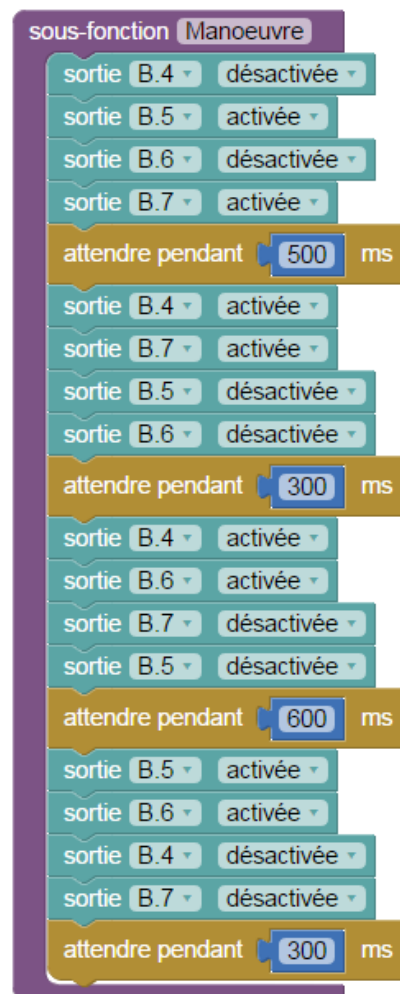 sous-fonction Manoeuvre
sortie B.4 désactivée
sortie B.5 activée
sortie B.6 désactivée
sortie B.7 activée
attendre pendant 500 ms
sortie B.4 activée
sortie B.7 activée
sortie B.5 désactivée
sortie B.6 désactivée
attendre pendant 300 ms
sortie B.4 activée
sortie B.6 activée
sortie B.7 désactivée
sortie B.5 désactivée
attendre pendant 600 ms
sortie B.5 activée
sortie B.6 activée
sortie B.4 désactivée
sortie B.7 désactivée
attendre pendant 300 ms